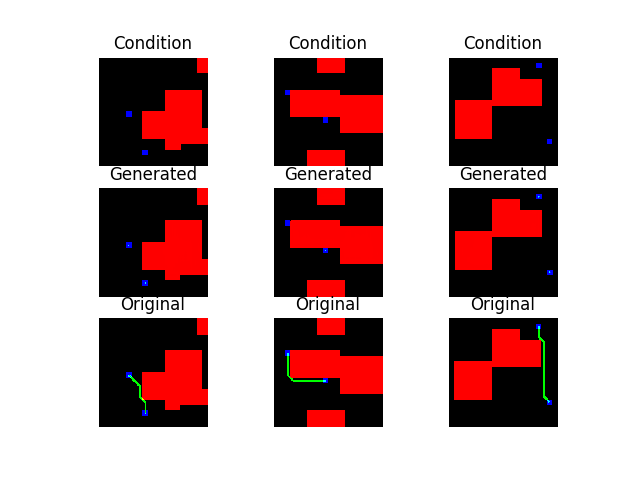 Condition Condition Condition
Generated Generated Generated
Original Original Original